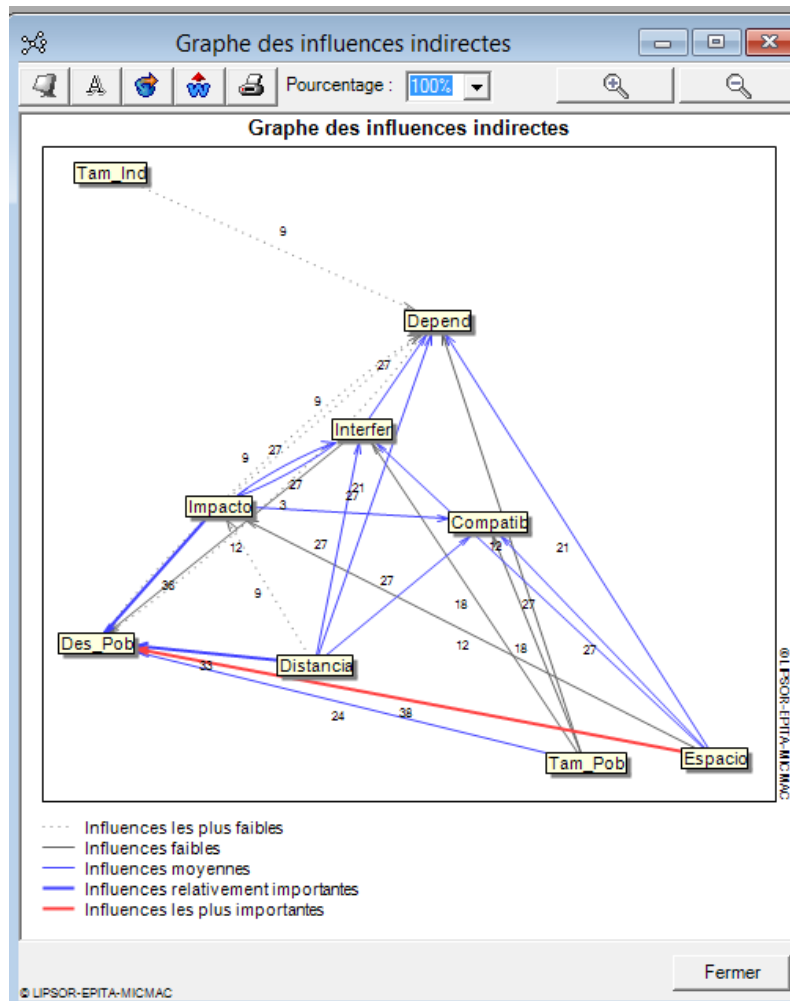 Graphe des influences indirectes
Pourcentage : 100%
Graphe des influences indirectes
Tam_Ind
9
Depend
27
9
Interfer
9
27
27
21
27
Impacto
3
Compatib
12
27
12
21
36
9
27
18
27
Des_Pob
12
18
27
33
Distancia
24
38
Tam_Pob
Espacio
© LIPSOR-EPITA-MICMAC
Influences les plus faibles
Influences faibles
Influences moyennes
Influences relativement importantes
Influences les plus importantes
Fermer
© LIPSOR-EPITA-MICMAC